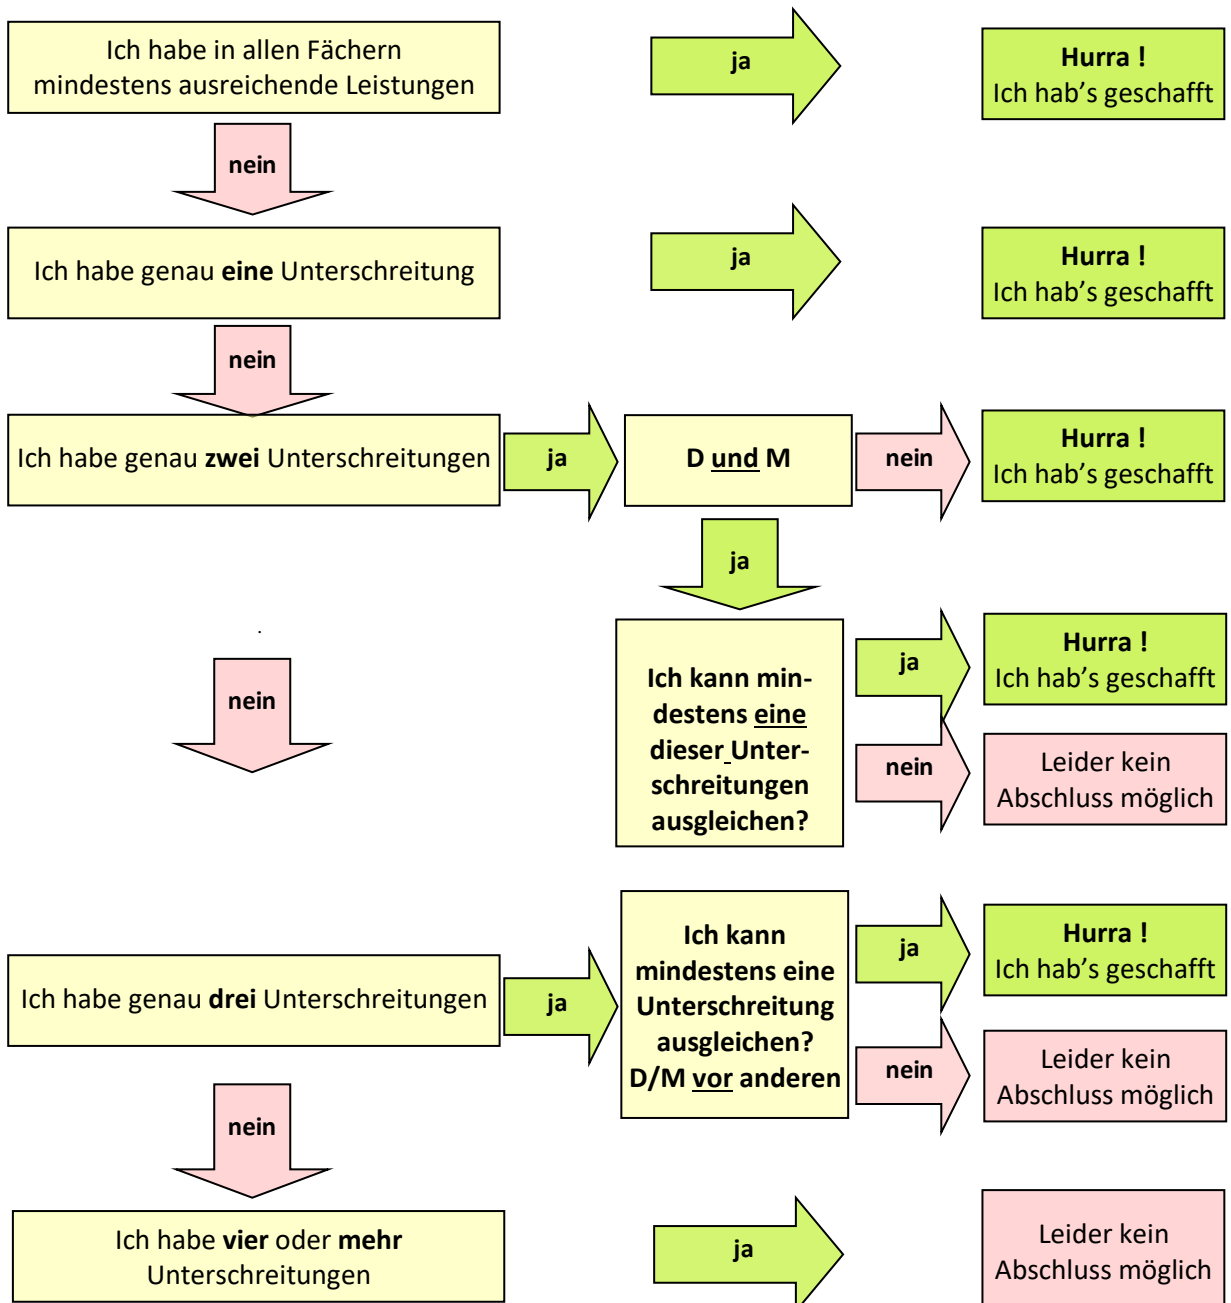 Ich habe in allen Fächern
mindestens ausreichende Leistungen
ja
Hurra !
Ich hab's geschafft
nein
Ich habe genau eine Unterschreitung
ja
Hurra !
Ich hab's geschafft
nein
Ich habe genau zwei Unterschreitungen
ja
D und M
nein
Hurra !
Ich hab's geschafft
ja
nein
Ich kann min-
destens eine
dieser Unter-
schreitungen
ausgleichen?
ja
Hurra !
Ich hab's geschafft
nein
Leider kein
Abschluss möglich
Ich habe genau drei Unterschreitungen
ja
Ich kann
mindestens eine
Unterschreitung
ausgleichen?
D/M vor anderen
ja
Hurra !
Ich hab's geschafft
nein
Leider kein
Abschluss möglich
nein
Ich habe vier oder mehr
Unterschreitungen
ja
Leider kein
Abschluss möglich